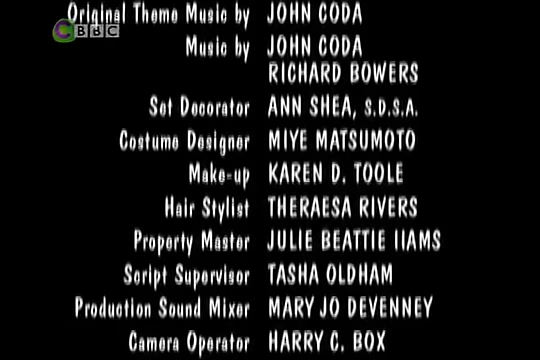 Original Theme Music by JOHN CODA
CBBC
Music by JOHN CODA
RICHARD BOWERS
Set Decorator ANN SHEA, S.D.S.A.
Costume Designer MIYE MATSUMOTO
Make-up KAREN D. TOOLE
Hair Stylist THERAESA RIVERS
Property Master JULIE BEATTIE IIAMS
Script Supervisor TASHA OLDHAM
Production Sound Mixer MARY JO DEVENNEY
Camera Operator HARRY C. BOX